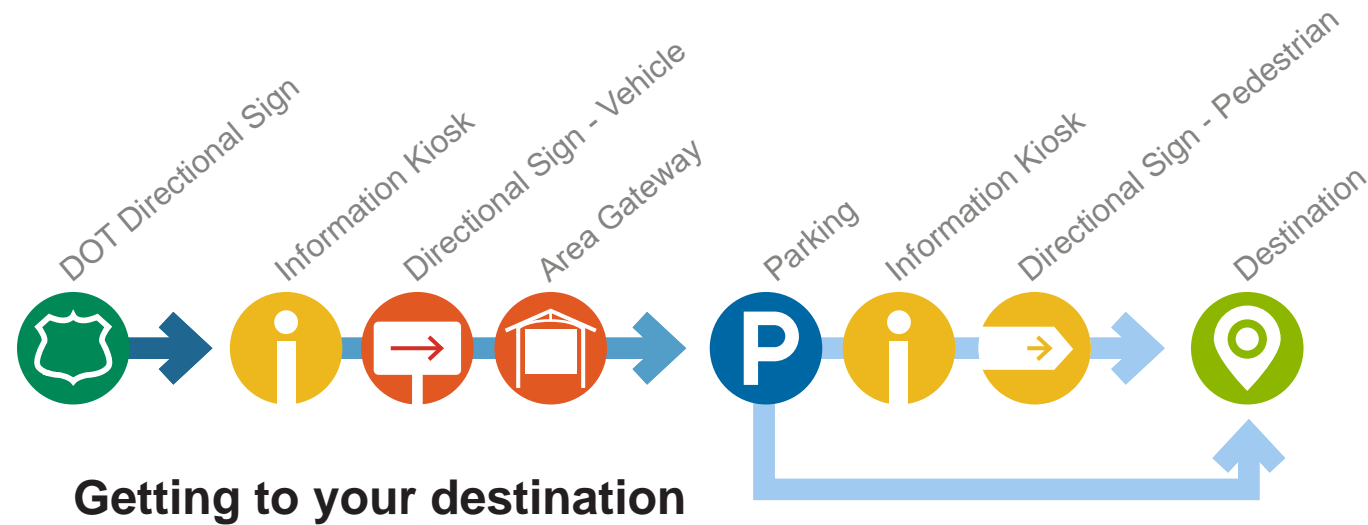 DOT Directional Sign
Information Kiosk
Directional Sign - Vehicle
Area Gateway
Parking
Information Kiosk
Directional Sign - Pedestrian
Destination
P
Getting to your destination